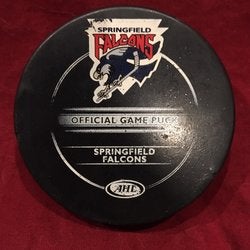 SPRINGFIELD
FALCONS
OFFICIAL GAME PUCK
SPRINGFIELD
FALCONS
AHL